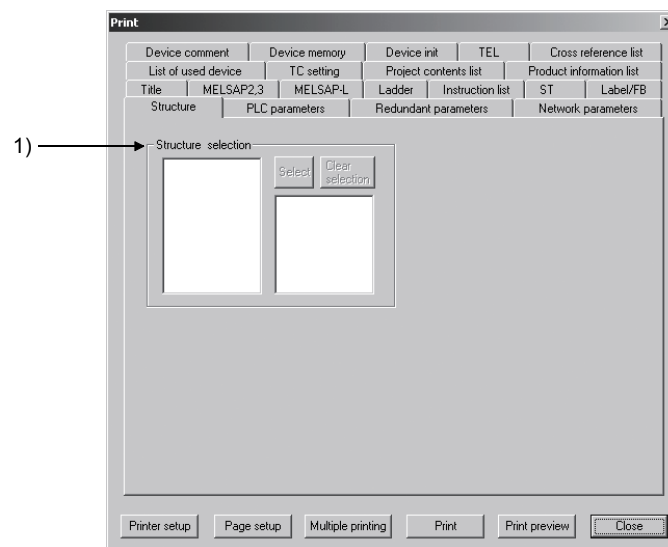 Print
Device comment Device memory Device init TEL Cross reference list
List of used device TC setting Project contents list Product information list
Title MELSAP2,3 MELSAP-L Ladder Instruction list ST Label/FB
Structure PLC parameters Redundant parameters Network parameters
1)
Structure selection
Select Clear
selection
Printer setup Page setup Multiple printing Print Print preview Close